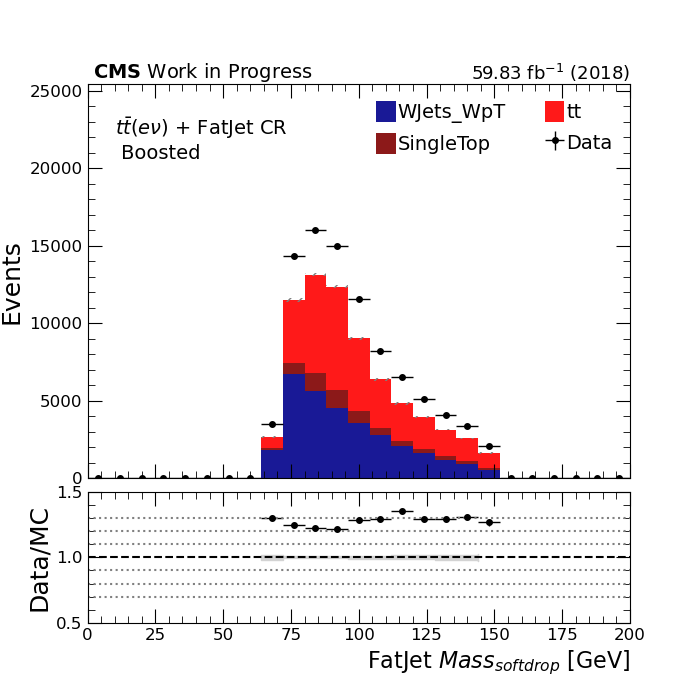 CMS Work in Progress 59.83 fb⁻¹ (2018)
25000
20000
15000
10000
5000
0
Events
tt̄(eν) + FatJet CR
Boosted
WJets_WpT
tt
SingleTop
Data
1.5
1.0
0.5
Data/MC
0 25 50 75 100 125 150 175 200
FatJet Mass_softdrop [GeV]